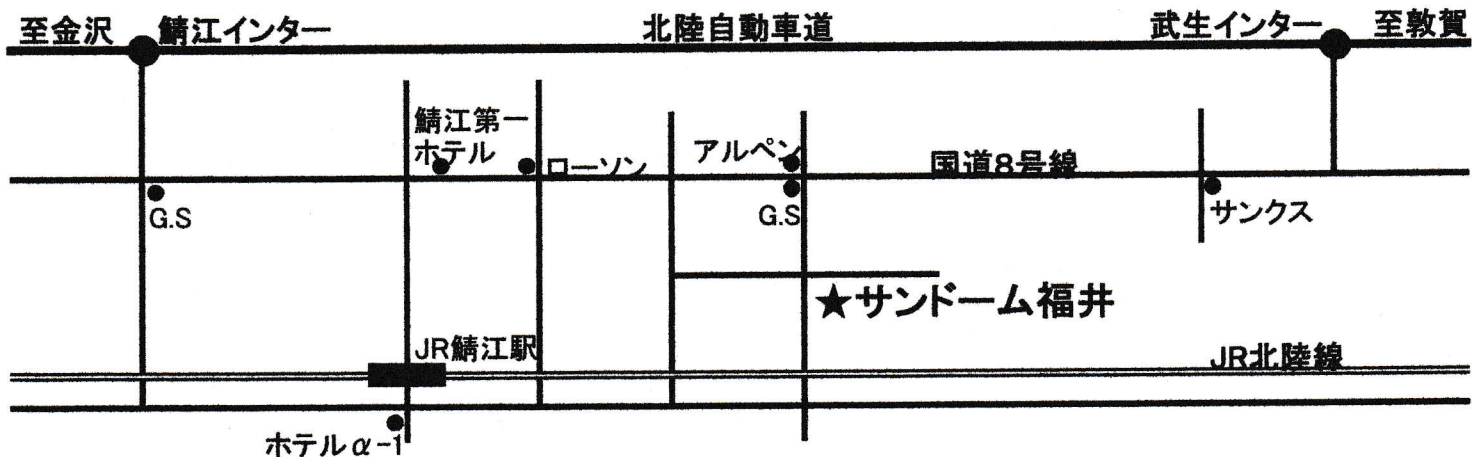 至金沢
鯖江インター
北陸自動車道
武生インター
至敦賀
鯖江第一
ホテル
ローソン
アルペン
国道8号線
G.S
G.S
サンクス
★サンドーム福井
JR鯖江駅
JR北陸線
ホテルα-1